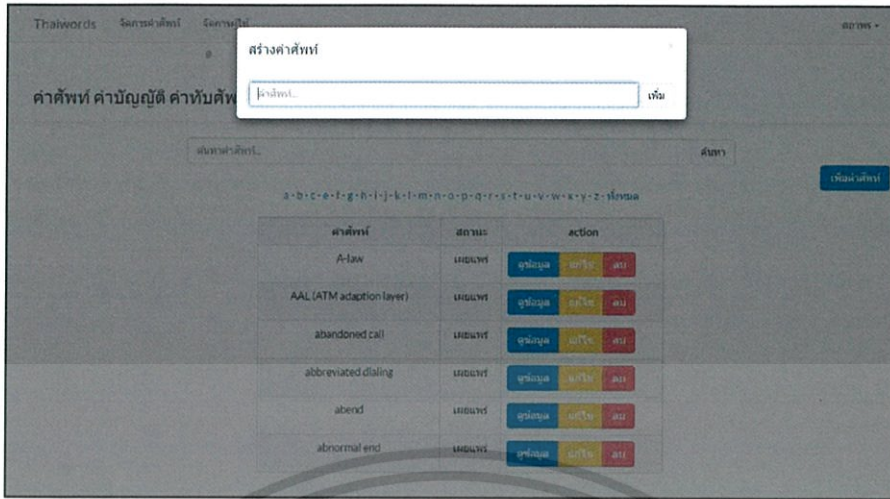 Thaiwords จัดการคำศัพท์ จัดการผู้ใช้
สร้างคำศัพท์
คำศัพท์...
เพิ่ม
คำศัพท์ คำบัญญัติ คำทับศัพ
ค้นหาคำศัพท์..
ค้นหา
เพิ่มคำศัพท์
a-b-c-e-f-g-h-i-j-k-l-m-n-o-p-q-r-s-t-u-v-w-x-y-z-ทั้งหมด
คำศัพท์ สถานะ action
A-law เผยแพร่ ดูข้อมูล แก้ไข ลบ
AAL (ATM adaption layer) เผยแพร่ ดูข้อมูล แก้ไข ลบ
abandoned call เผยแพร่ ดูข้อมูล แก้ไข ลบ
abbreviated dialing เผยแพร่ ดูข้อมูล แก้ไข ลบ
abend เผยแพร่ ดูข้อมูล แก้ไข ลบ
abnormal end เผยแพร่ ดูข้อมูล แก้ไข ลบ